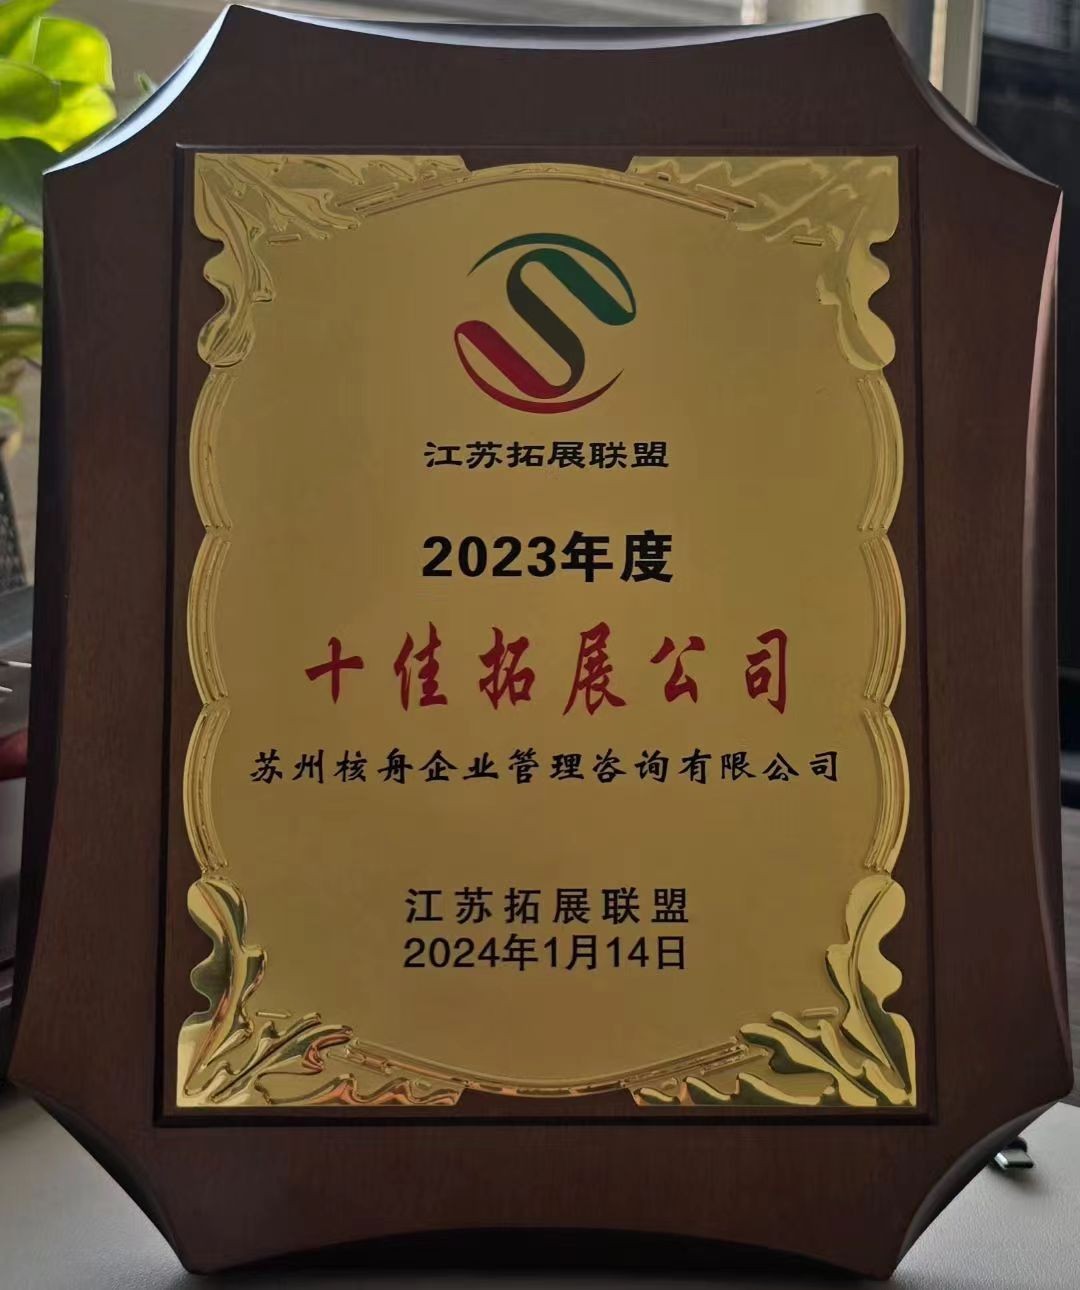 江苏拓展联盟
2023年度
十佳拓展公司
苏州核舟企业管理咨询有限公司
江苏拓展联盟
2024年1月14日